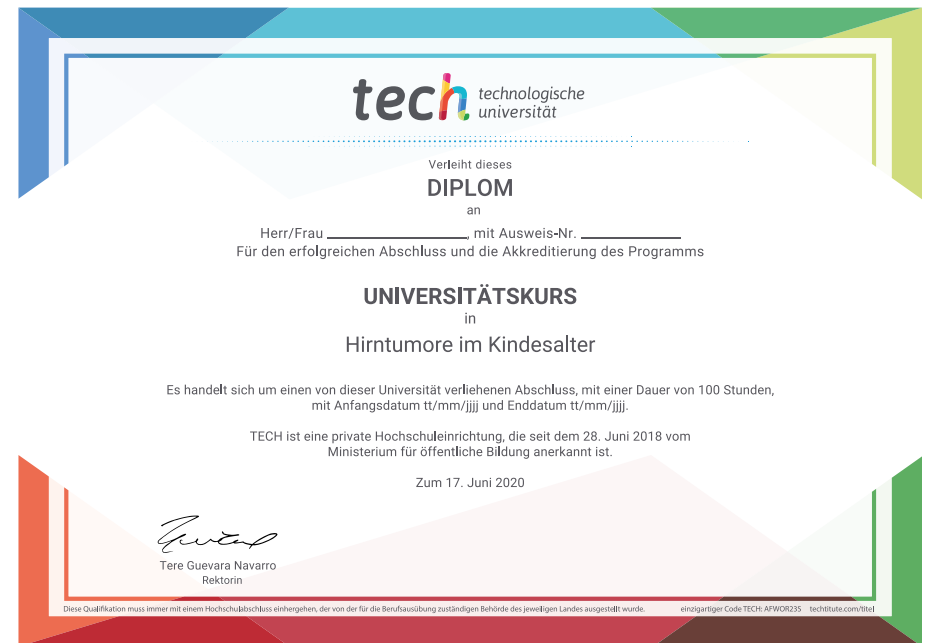 tech technologische
universität
Verleiht dieses
DIPLOM
an
Herr/Frau ____________, mit Ausweis-Nr. ____________
Für den erfolgreichen Abschluss und die Akkreditierung des Programms
UNIVERSITÄTSKURS
in
Hirntumore im Kindesalter
Es handelt sich um einen von dieser Universität verliehenen Abschluss, mit einer Dauer von 100 Stunden,
mit Anfangsdatum tt/mm/jjjj und Enddatum tt/mm/jjjj.
TECH ist eine private Hochschuleinrichtung, die seit dem 28. Juni 2018 vom
Ministerium für öffentliche Bildung anerkannt ist.
Zum 17. Juni 2020
Tere Guevara Navarro
Rektorin
Diese Qualifikation muss immer mit einem Hochschulabschluss einhergehen, der von der für die Berufsausübung zuständigen Behörde des jeweiligen Landes ausgestellt wurde. einzigartiger Code TECH: AFWOR23S techtitute.com/titel